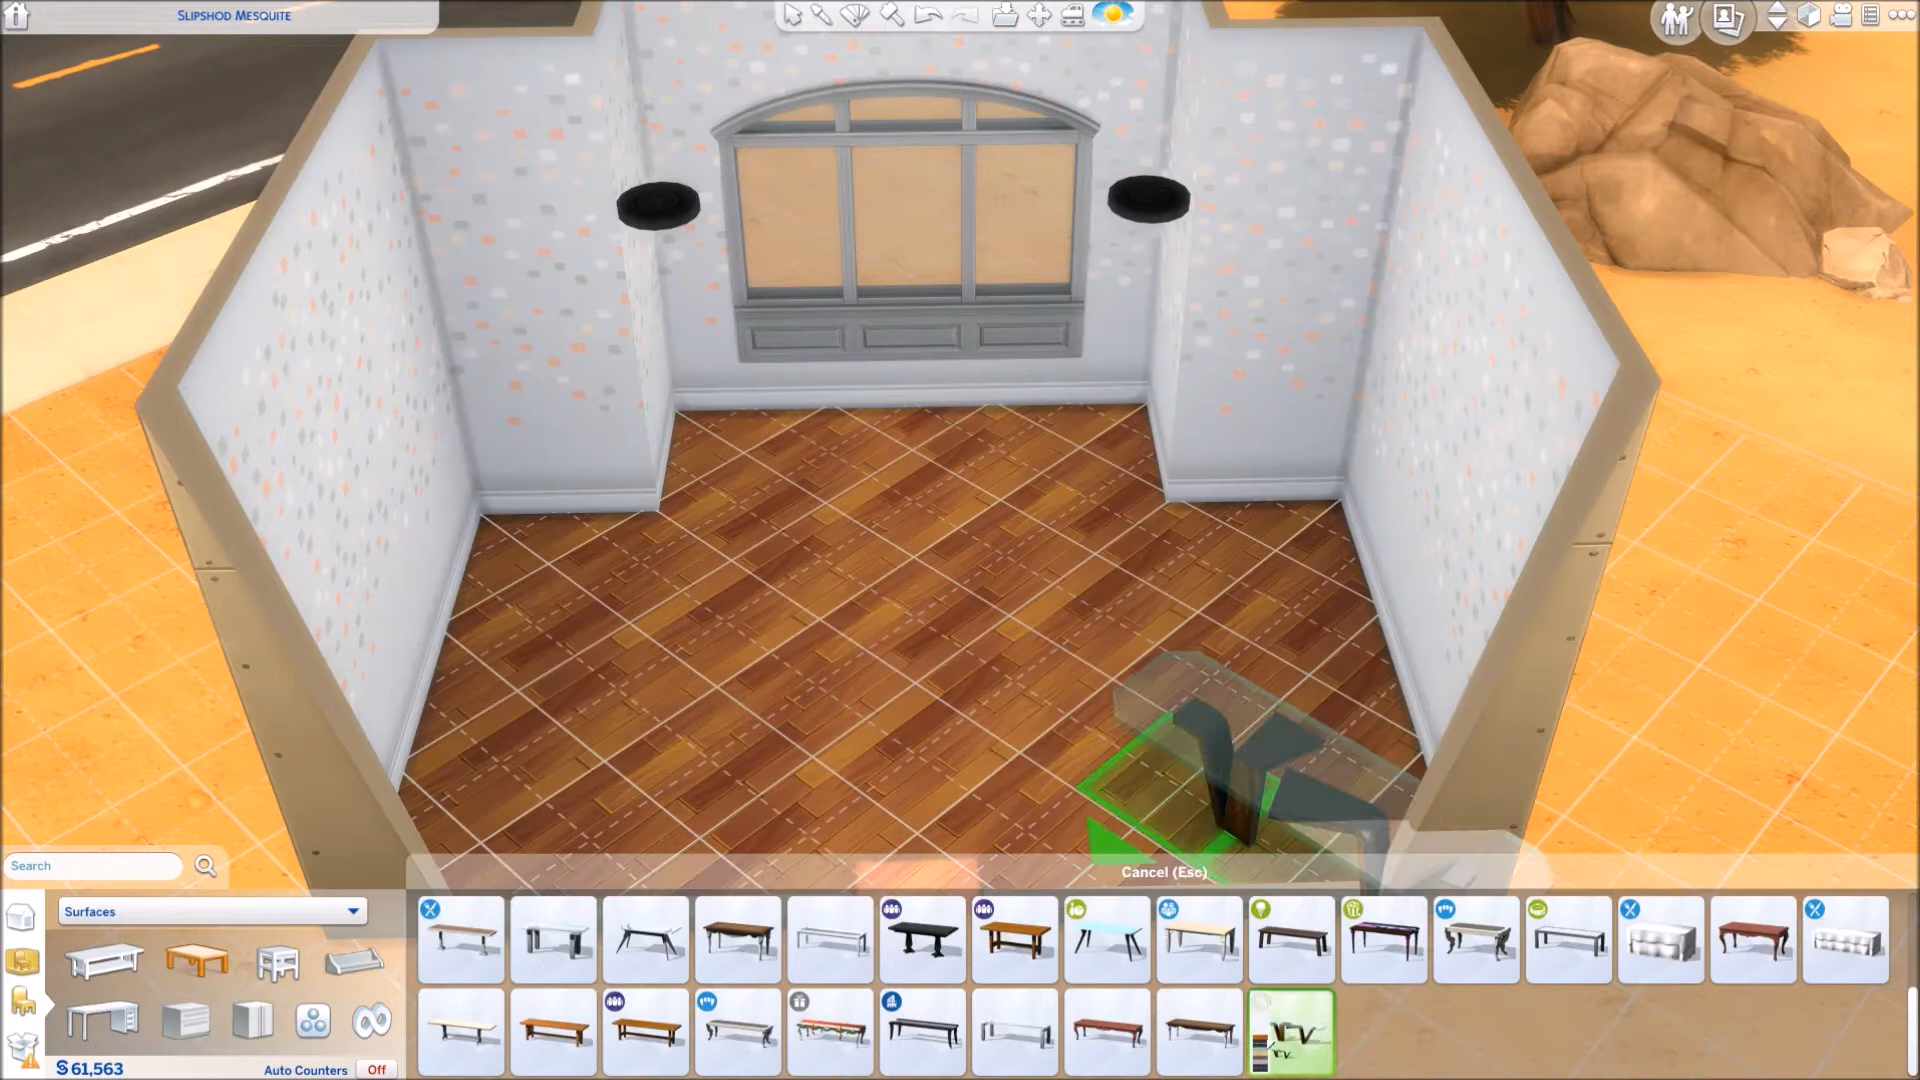 SLIPSHOD MESQUITE
Search
Cancel (Esc)
Surfaces
§61,563
Auto Counters
Off